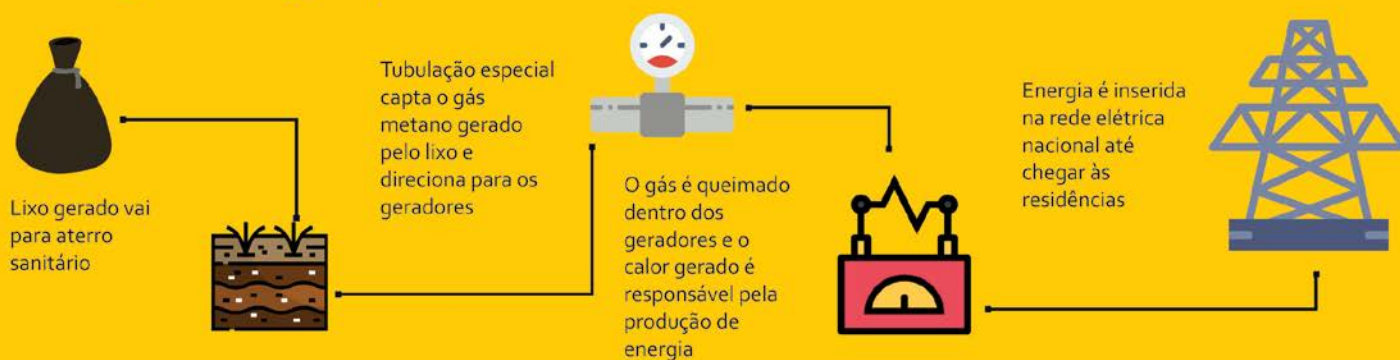 Lixo gerado vai
para aterro
sanitário
Tubulação especial
capta o gás
metano gerado
pelo lixo e
direciona para os
geradores
O gás é queimado
dentro dos
geradores e o
calor gerado é
responsável pela
produção de
energia
Energia é inserida
na rede elétrica
nacional até
chegar às
residências